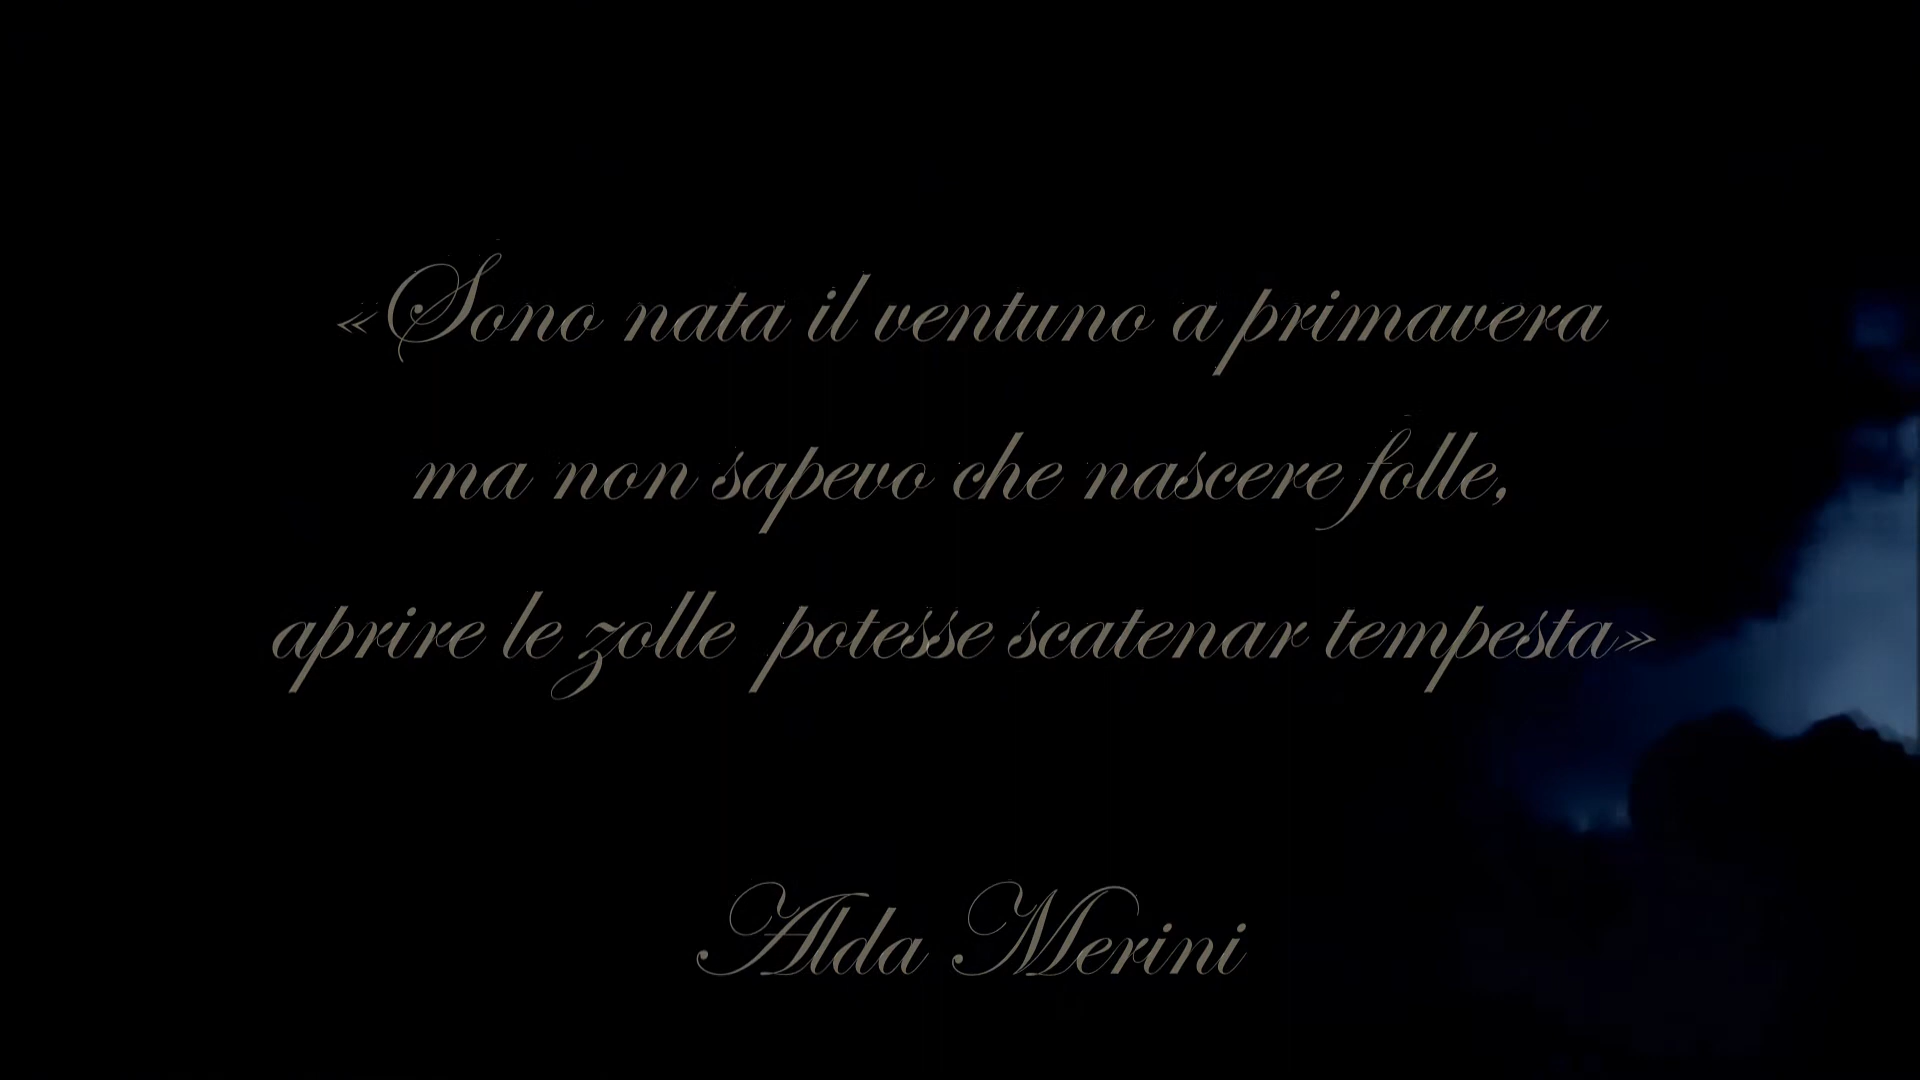 «Sono nata il ventuno a primavera
ma non sapevo che nascere folle,
aprire le zolle potesse scatenar tempesta»
Alda Merini